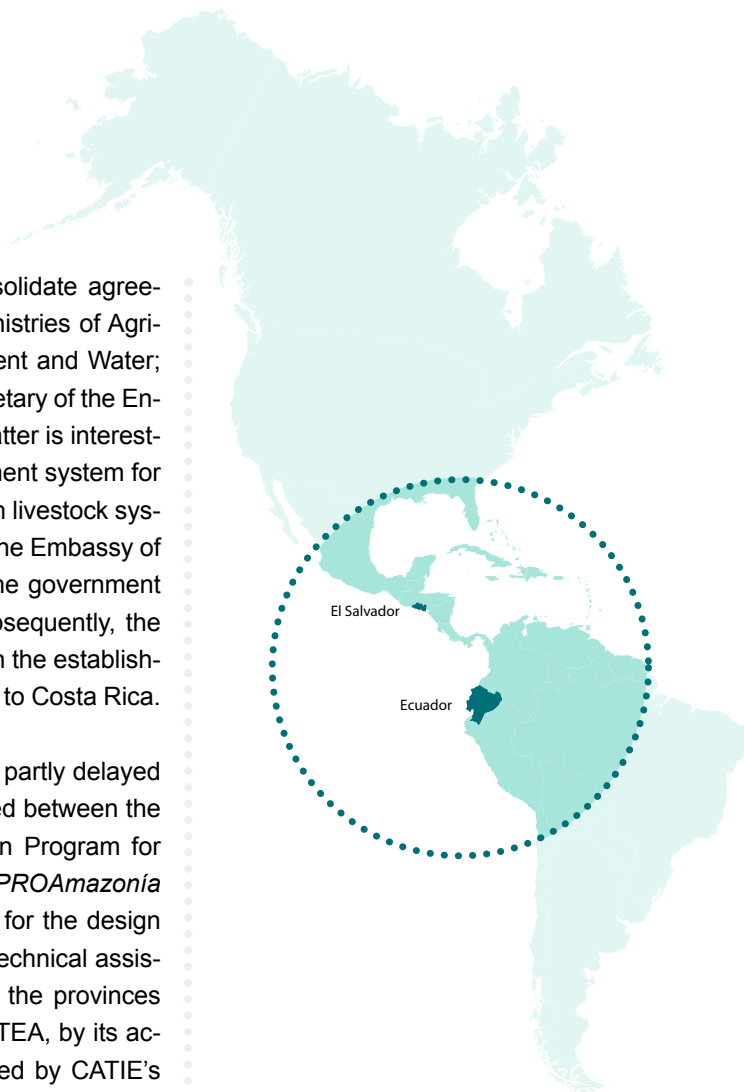 solidate agree-
nistries of Agri-
ent and Water;
etary of the En-
atter is interest-
nent system for
n livestock sys-
he Embassy of
he government
bsequently, the
n the establish-
to Costa Rica.
partly delayed
ed between the
n Program for
PROAmazonía
for the design
echnical assis-
the provinces
TEA, by its ac-
ed by CATIE's
El Salvador
Ecuador